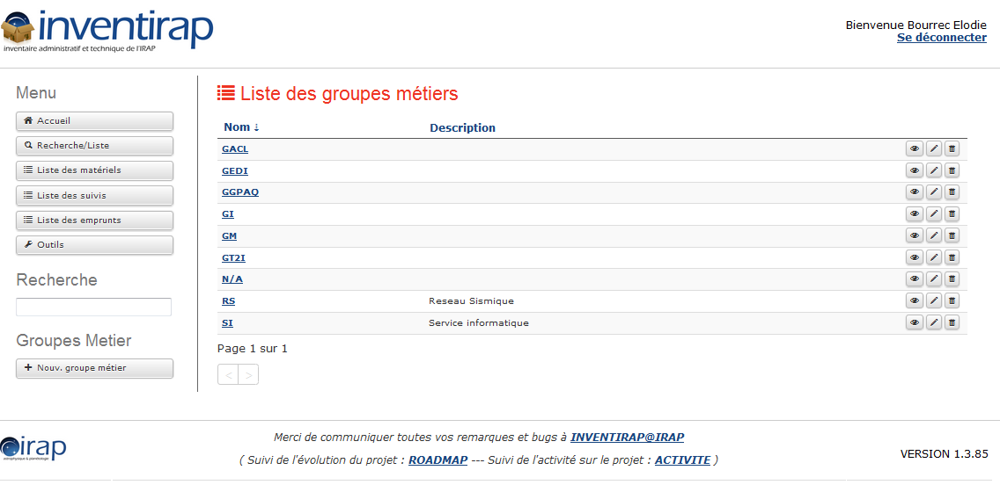 inventirap
inventaire administratif et technique de l'IRAP
Bienvenue Bourrec Elodie
Se déconnecter
Menu
Accueil
Recherche/Liste
Liste des matériels
Liste des suivis
Liste des emprunts
Outils
Recherche
Groupes Metier
Nouv. groupe métier
Liste des groupes métiers
Nom Description
GACL
GEDI
GGPAQ
GI
GM
GT2I
N/A
RS Reseau Sismique
SI Service informatique
Page 1 sur 1
< >
irap
astrophysique & planétologie
Merci de communiquer toutes vos remarques et bugs à INVENTIRAP@IRAP
( Suivi de l'évolution du projet : ROADMAP --- Suivi de l'activité sur le projet : ACTIVITE )
VERSION 1.3.85